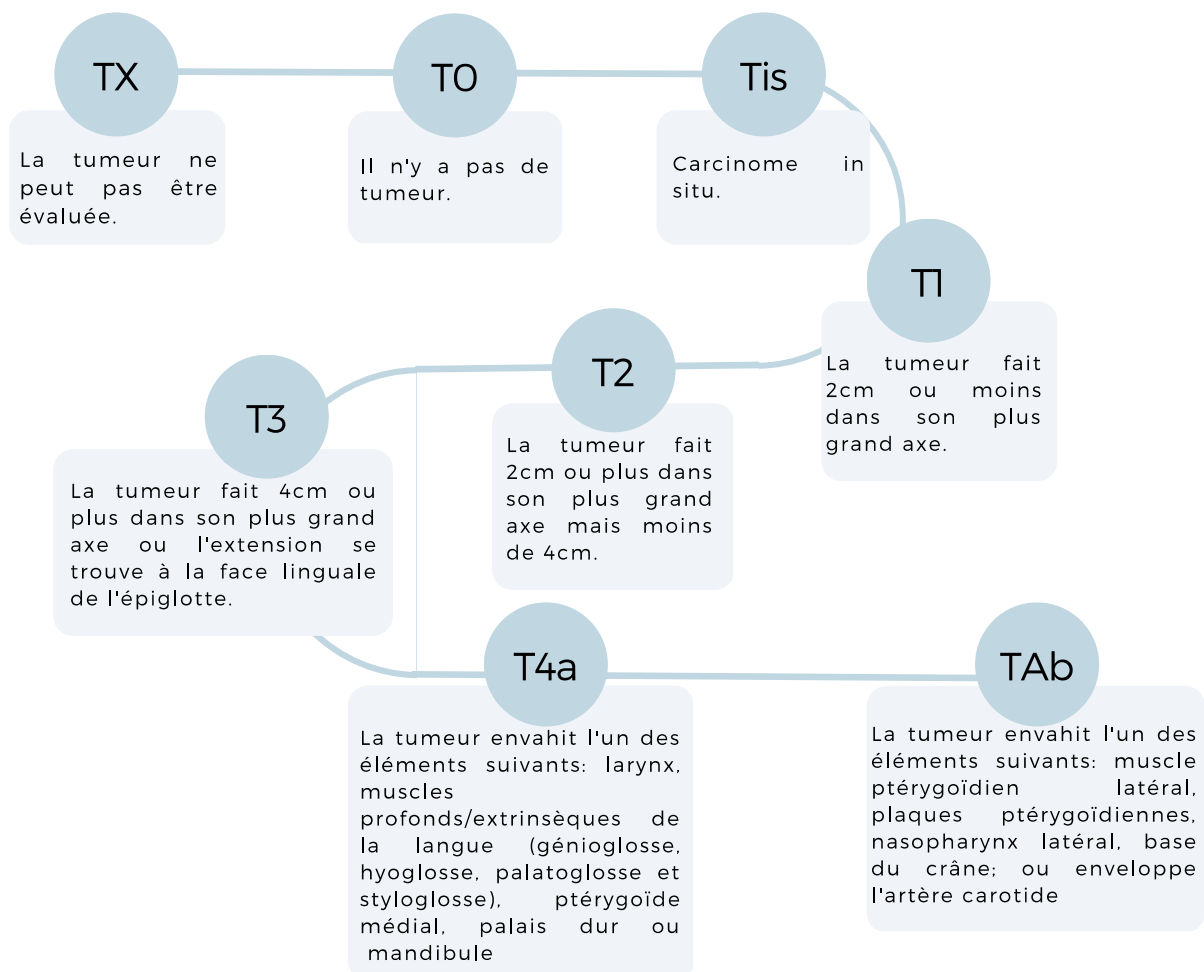 TX
La tumeur ne
peut pas être
évaluée.
T0
Il n'y a pas de
tumeur.
Tis
Carcinome in
situ.
T1
La tumeur fait
2cm ou moins
dans son plus
grand axe.
T2
La tumeur fait
2cm ou plus dans
son plus grand
axe mais moins
de 4cm.
T3
La tumeur fait 4cm ou
plus dans son plus grand
axe ou l'extension se
trouve à la face linguale
de l'épiglotte.
T4a
La tumeur envahit l'un des
éléments suivants: larynx,
muscles
profonds/extrinsèques de
la langue (génioglosse,
hyoglosse, palatoglosse et
styloglosse), ptérygoïde
médial, palais dur ou
mandibule
TAb
La tumeur envahit l'un des
éléments suivants: muscle
ptérygoïdien latéral,
plaques ptérygoïdiennes,
nasopharynx latéral, base
du crâne; ou enveloppe
l'artère carotide